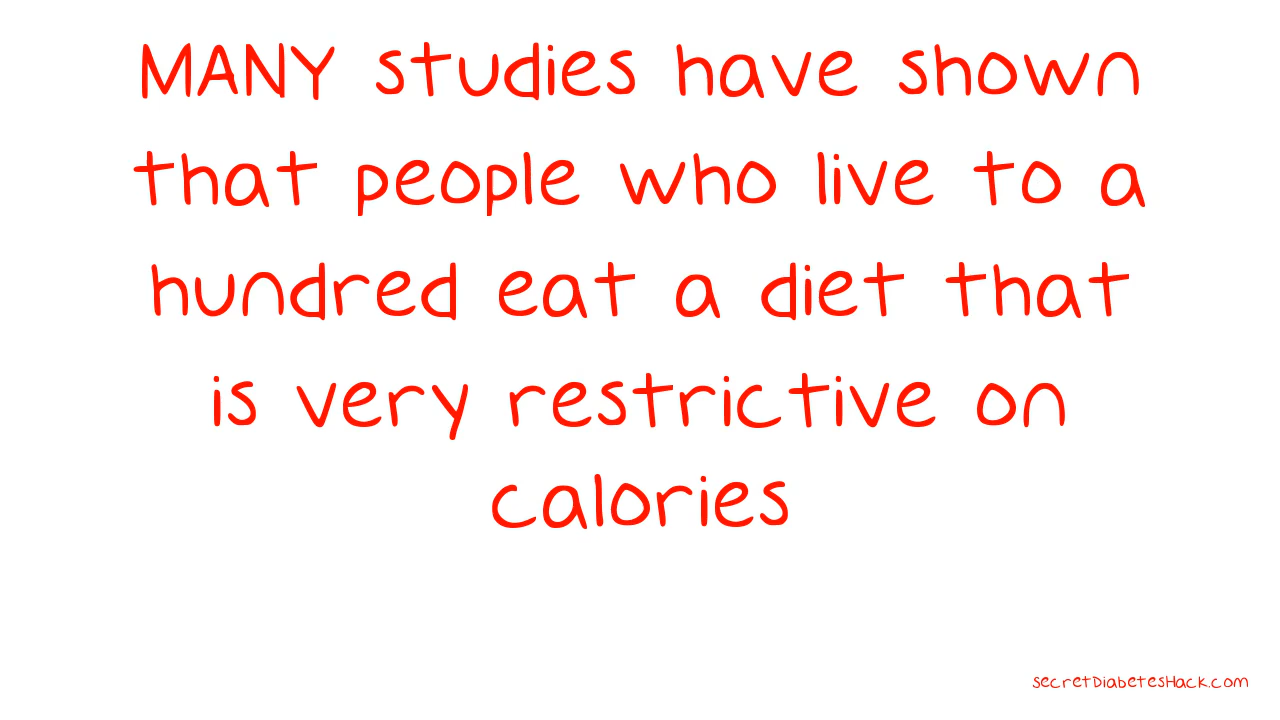 MANY studies have shown
that people who live to a
hundred eat a diet that
is very restrictive on
calories
secretDiabetesHack.com